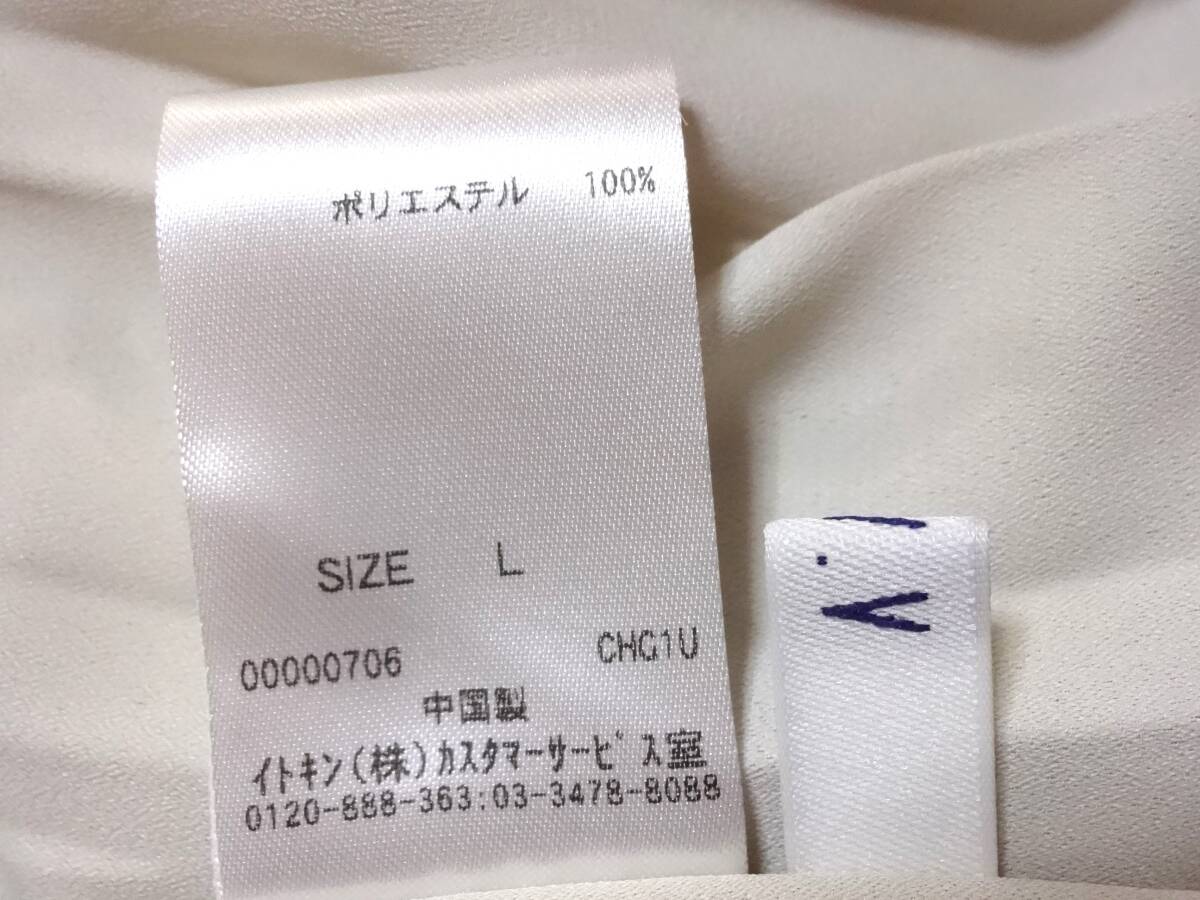 ポリエステル 100%
SIZE L
00000706 CHG1U
中国製
イトキン(株)カスタマーサービス室
0120-888-363:03-3478-8088